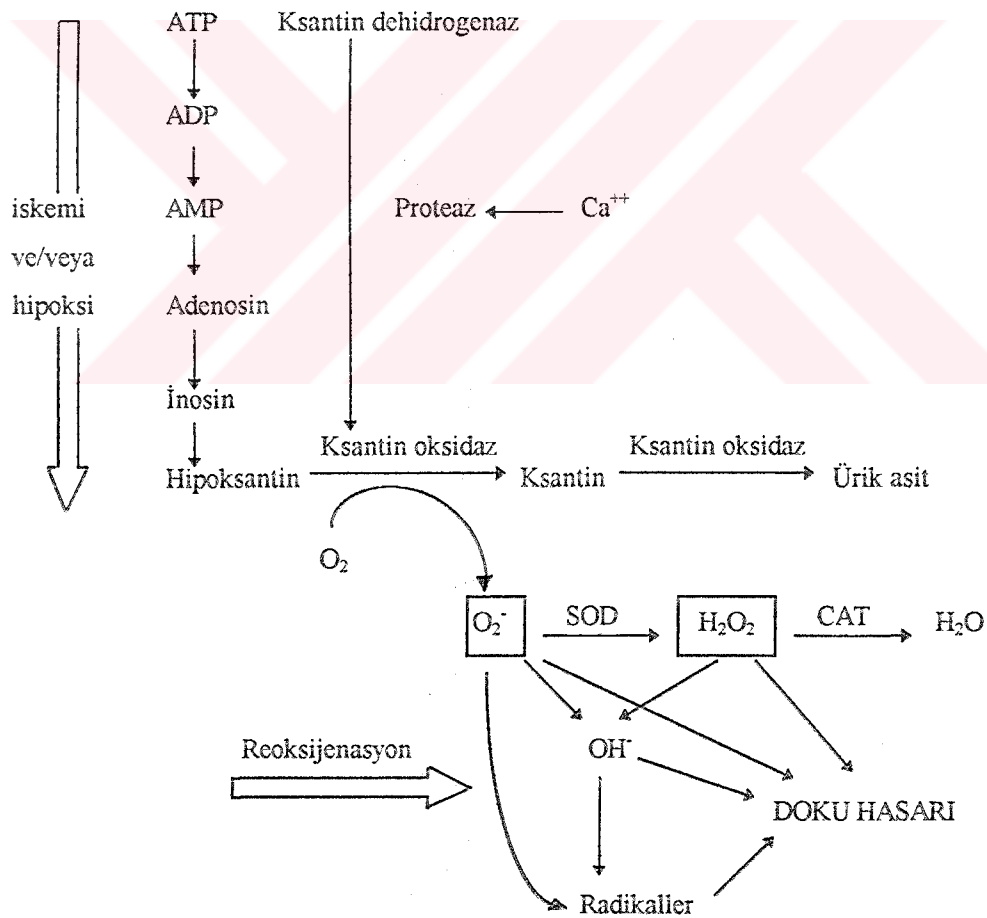 ATP Ksantin dehidrogenaz
ADP
iskemi AMP Proteaz Ca⁺⁺
ve/veya
hipoksi Adenosin
İnosin
Ksantin oksidaz Ksantin oksidaz
Hipoksantin Ksantin Ürik asit
O₂
O₂⁻ SOD H₂O₂ CAT H₂O
Reoksijenasyon OH⁻
DOKU HASARI
Radikaller